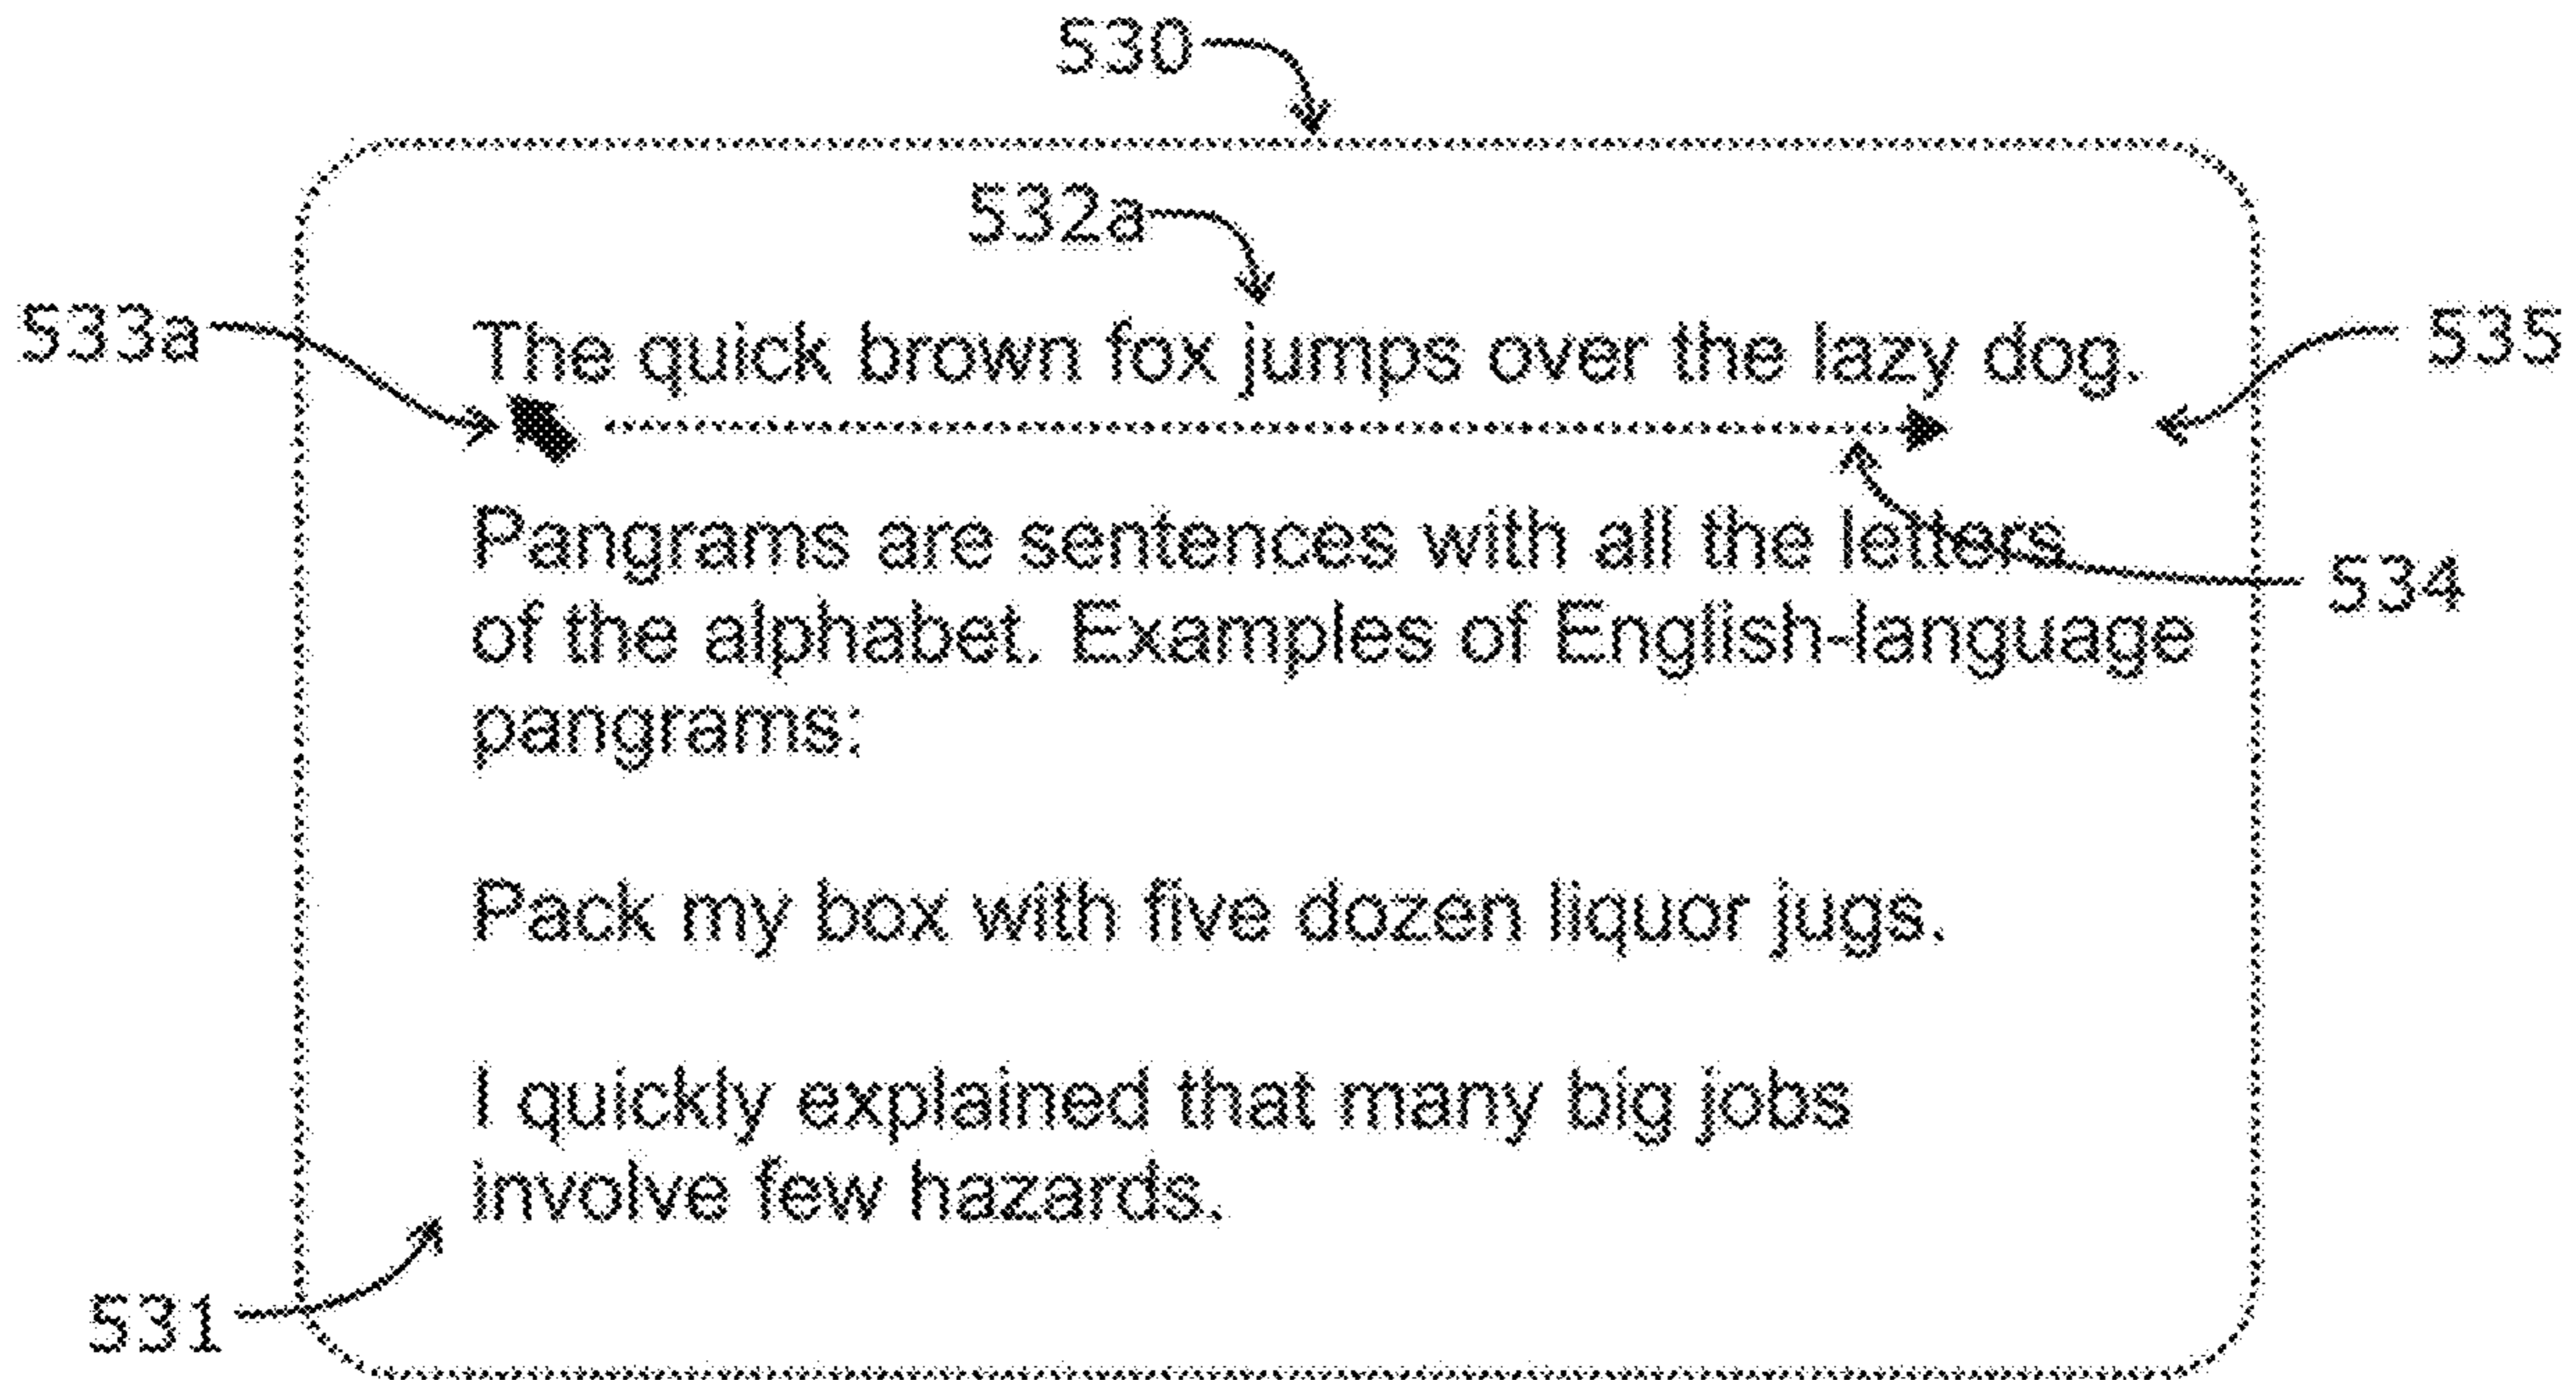 530
532a
533a
The quick brown fox jumps over the lazy dog.
535
Pangrams are sentences with all the letters
534
of the alphabet. Examples of English-language
pangrams:
Pack my box with five dozen liquor jugs.
I quickly explained that many big jobs
involve few hazards.
531